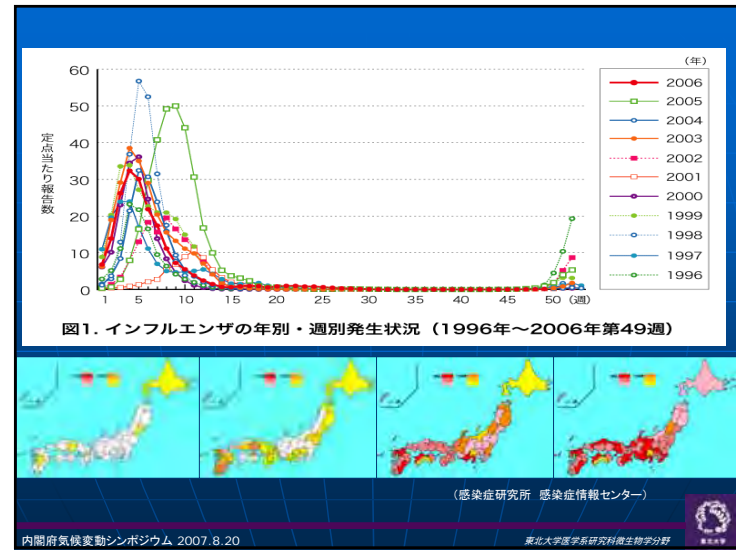 (年)
60
50
40
30
20
10
0
定点当たり報告数
1 5 10 15 20 25 30 35 40 45 50 (週)
2006
2005
2004
2003
2002
2001
2000
1999
1998
1997
1996
図1. インフルエンザの年別・週別発生状況（1996年～2006年第49週）
（感染症研究所 感染症情報センター）
内閣府気候変動シンポジウム 2007.8.20
東北大学医学系研究科微生物学分野
東北大学